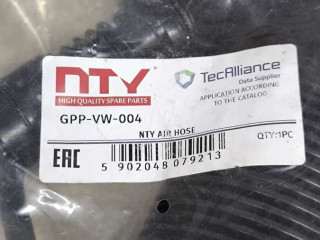 NTY
HIGH QUALITY SPARE PARTS
TecAlliance
Data Supplier
APPLICATION ACCORDING
TO THE CATALOG
GPP-VW-004
NTY AIR HOSE
EAC
QTY:1PC
5 902048 079213